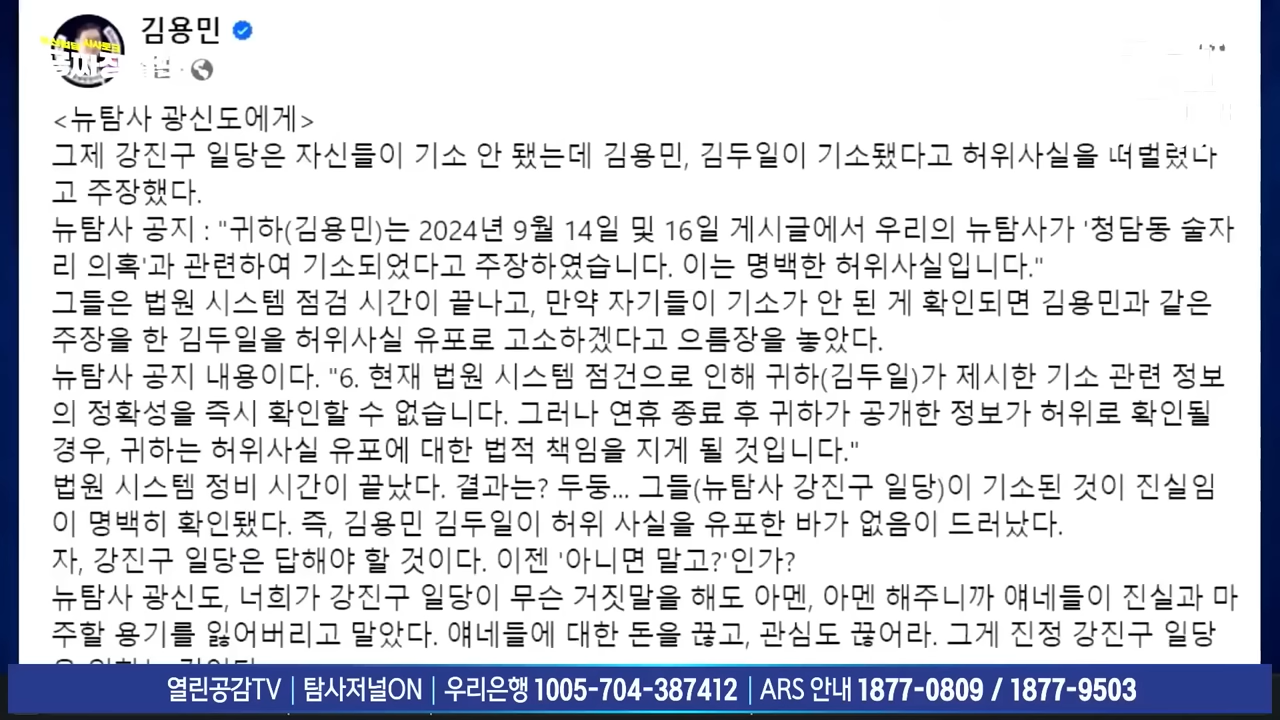 김용민
<뉴탐사 광신도에게>
그제 강진구 일당은 자신들이 기소 안 됐는데 김용민, 김두일이 기소됐다고 허위사실을 떠벌렸다
고 주장했다.
뉴탐사 공지 : "귀하(김용민)는 2024년 9월 14일 및 16일 게시글에서 우리의 뉴탐사가 '청담동 술자
리 의혹'과 관련하여 기소되었다고 주장하였습니다. 이는 명백한 허위사실입니다."
그들은 법원 시스템 점검 시간이 끝나고, 만약 자기들이 기소가 안 된 게 확인되면 김용민과 같은
주장을 한 김두일을 허위사실 유포로 고소하겠다고 으름장을 놓았다.
뉴탐사 공지 내용이다. "6. 현재 법원 시스템 점건으로 인해 귀하(김두일)가 제시한 기소 관련 정보
의 정확성을 즉시 확인할 수 없습니다. 그러나 연휴 종료 후 귀하가 공개한 정보가 허위로 확인될
경우, 귀하는 허위사실 유포에 대한 법적 책임을 지게 될 것입니다."
법원 시스템 정비 시간이 끝났다. 결과는? 두둥... 그들(뉴탐사 강진구 일당)이 기소된 것이 진실임
이 명백히 확인됐다. 즉, 김용민 김두일이 허위 사실을 유포한 바가 없음이 드러났다.
자, 강진구 일당은 답해야 할 것이다. 이젠 '아니면 말고?'인가?
뉴탐사 광신도, 너희가 강진구 일당이 무슨 거짓말을 해도 아멘, 아멘 해주니까 얘네들이 진실과 마
주할 용기를 잃어버리고 말았다. 얘네들에 대한 돈을 끊고, 관심도 끊어라. 그게 진정 강진구 일당
열린공감TV | 탐사저널ON | 우리은행 1005-704-387412 | ARS 안내 1877-0809 / 1877-9503